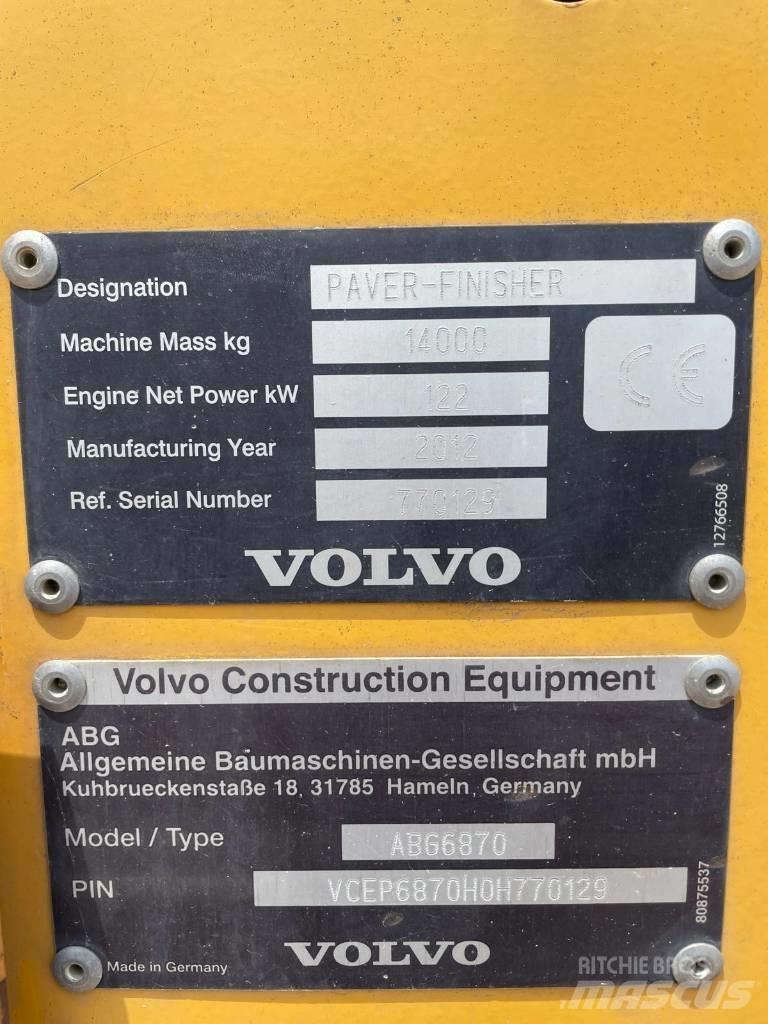 Designation PAVER-FINISHER
Machine Mass kg 14000
Engine Net Power kW 122
Manufacturing Year 2012
Ref. Serial Number 770129
CE
12766508
VOLVO
Volvo Construction Equipment
ABG
Allgemeine Baumaschinen-Gesellschaft mbH
Kuhbrueckenstaße 18, 31785 Hameln, Germany
Model / Type ABG6870
PIN VCEP6870H0H770129
80875537
Made in Germany VOLVO
RITCHIE BROS
MASCUS